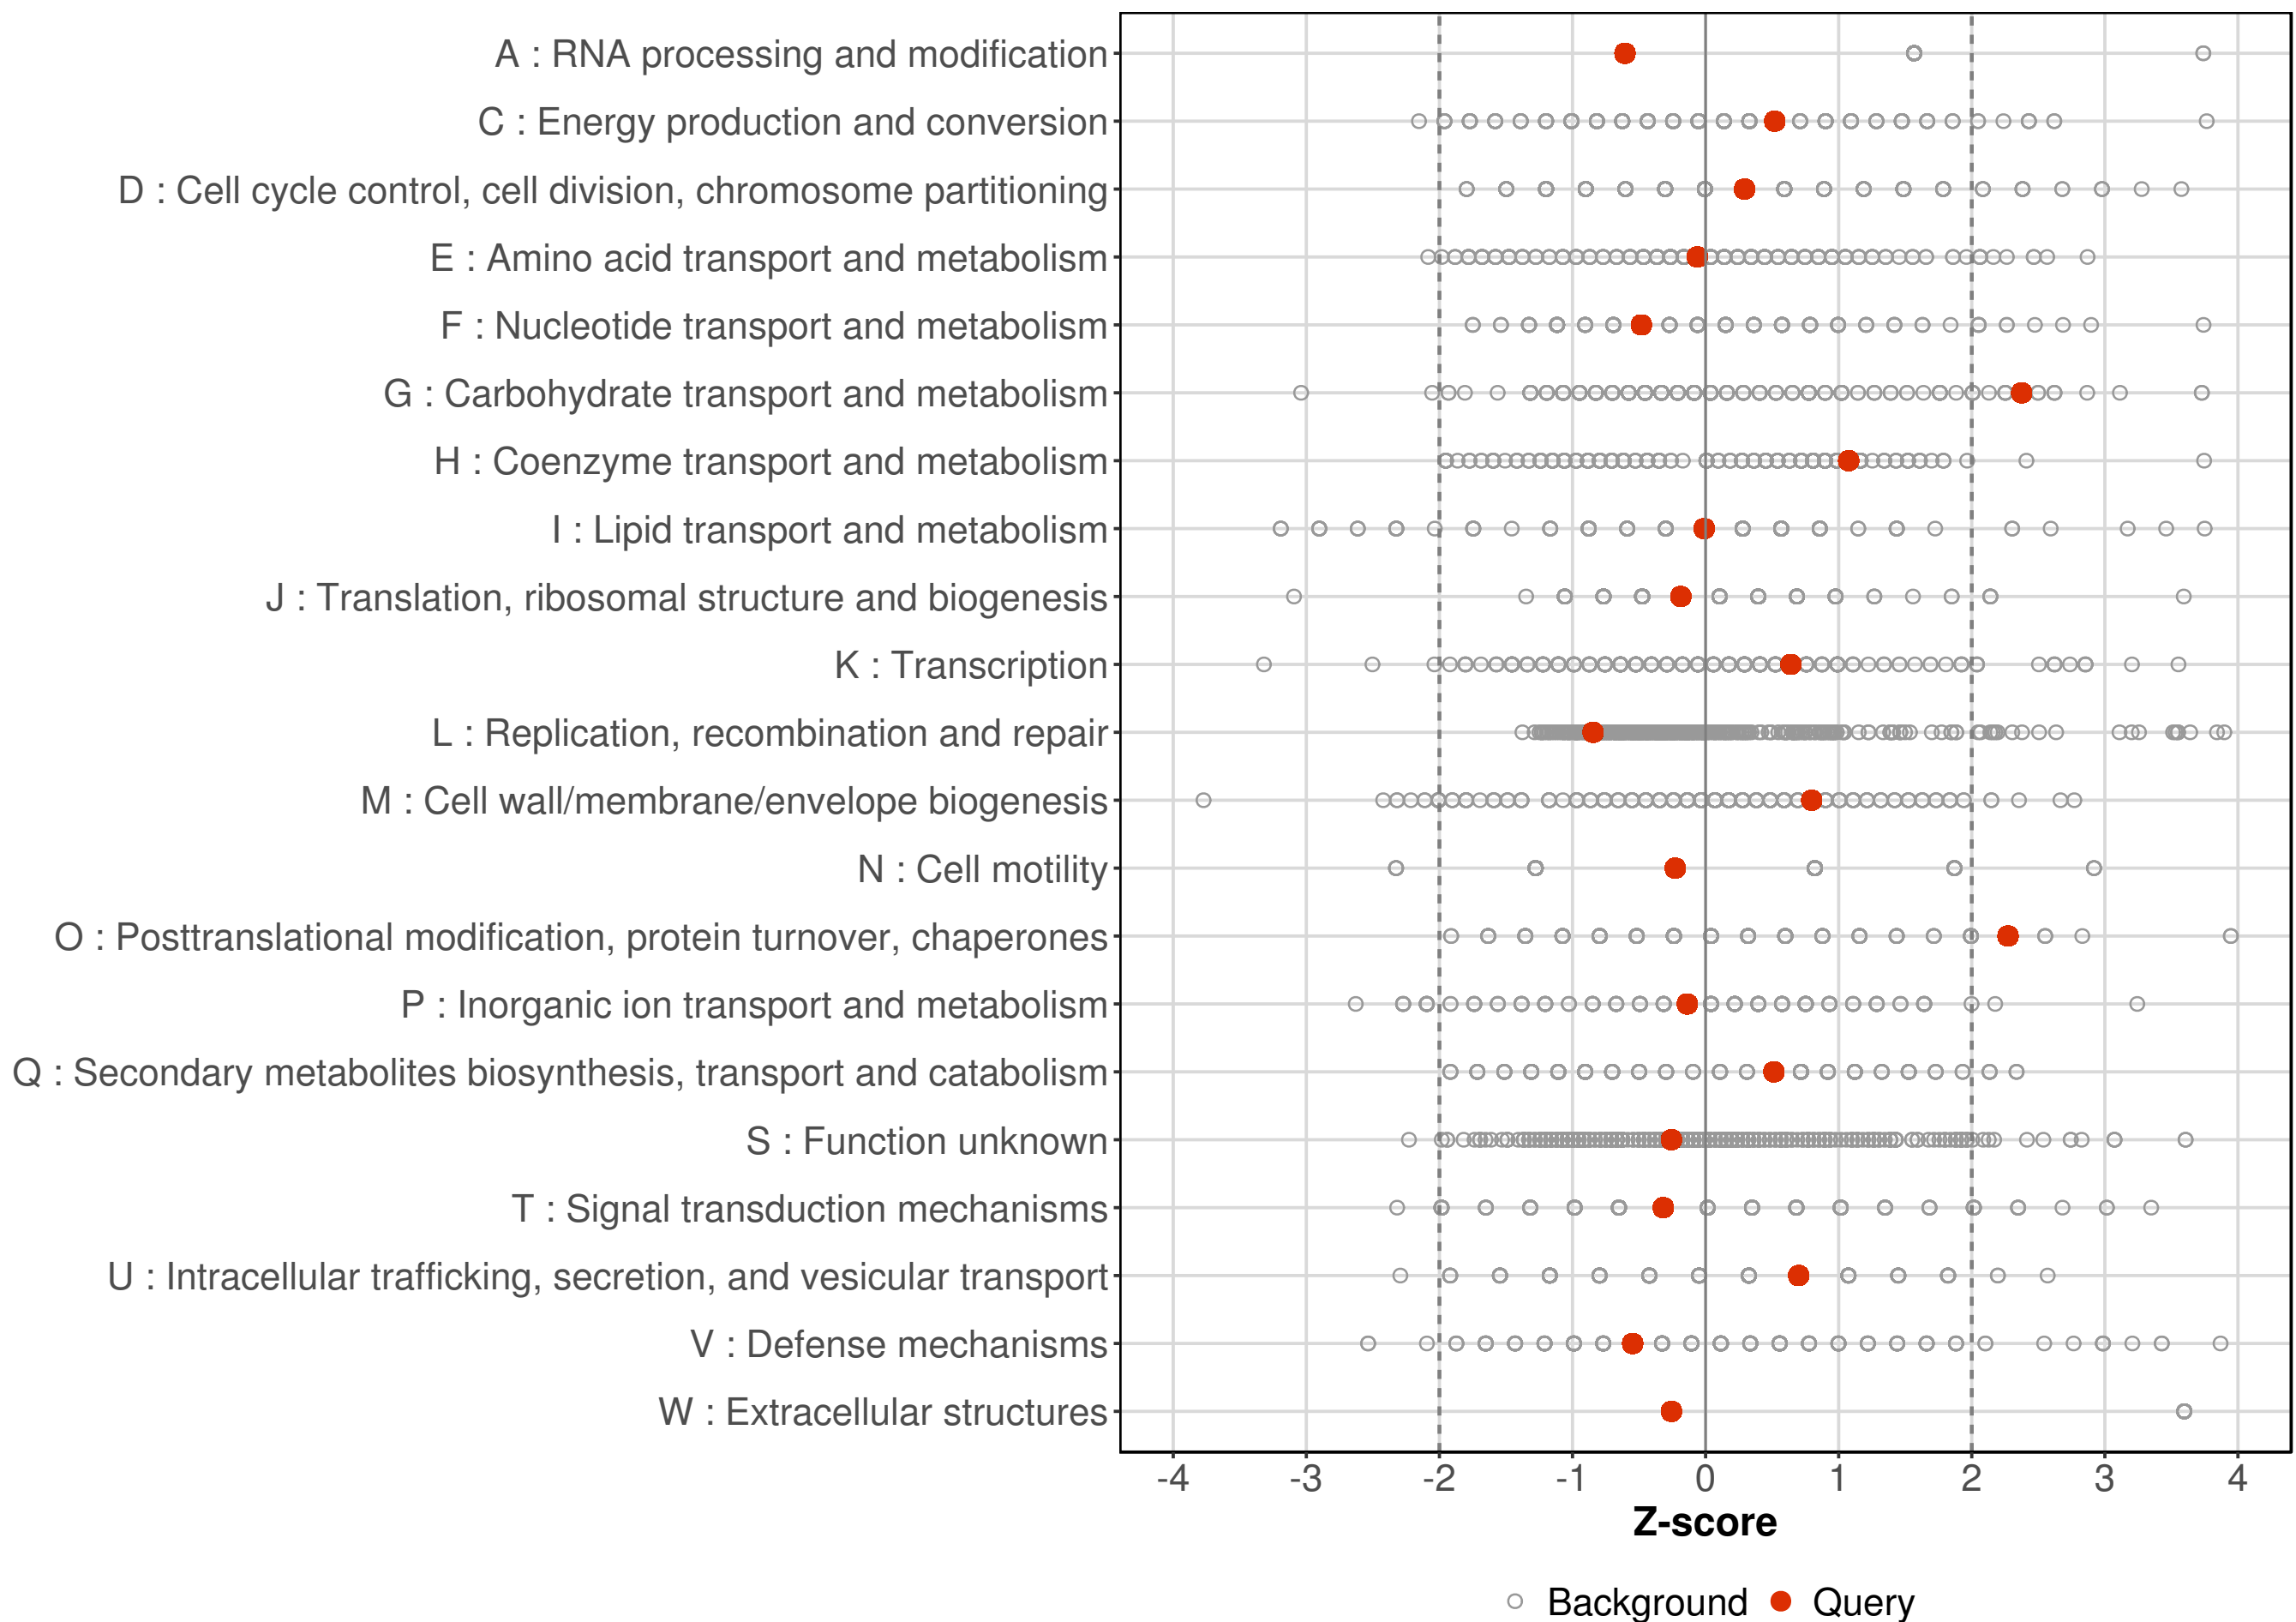 A : RNA processing and modification
C : Energy production and conversion
D : Cell cycle control, cell division, chromosome partitioning
E : Amino acid transport and metabolism
F : Nucleotide transport and metabolism
G : Carbohydrate transport and metabolism
H : Coenzyme transport and metabolism
I : Lipid transport and metabolism
J : Translation, ribosomal structure and biogenesis
K : Transcription
L : Replication, recombination and repair
M : Cell wall/membrane/envelope biogenesis
N : Cell motility
O : Posttranslational modification, protein turnover, chaperones
P : Inorganic ion transport and metabolism
Q : Secondary metabolites biosynthesis, transport and catabolism
S : Function unknown
T : Signal transduction mechanisms
U : Intracellular trafficking, secretion, and vesicular transport
V : Defense mechanisms
W : Extracellular structures
-4 -3 -2 -1 0 1 2 3 4
Z-score
Background Query